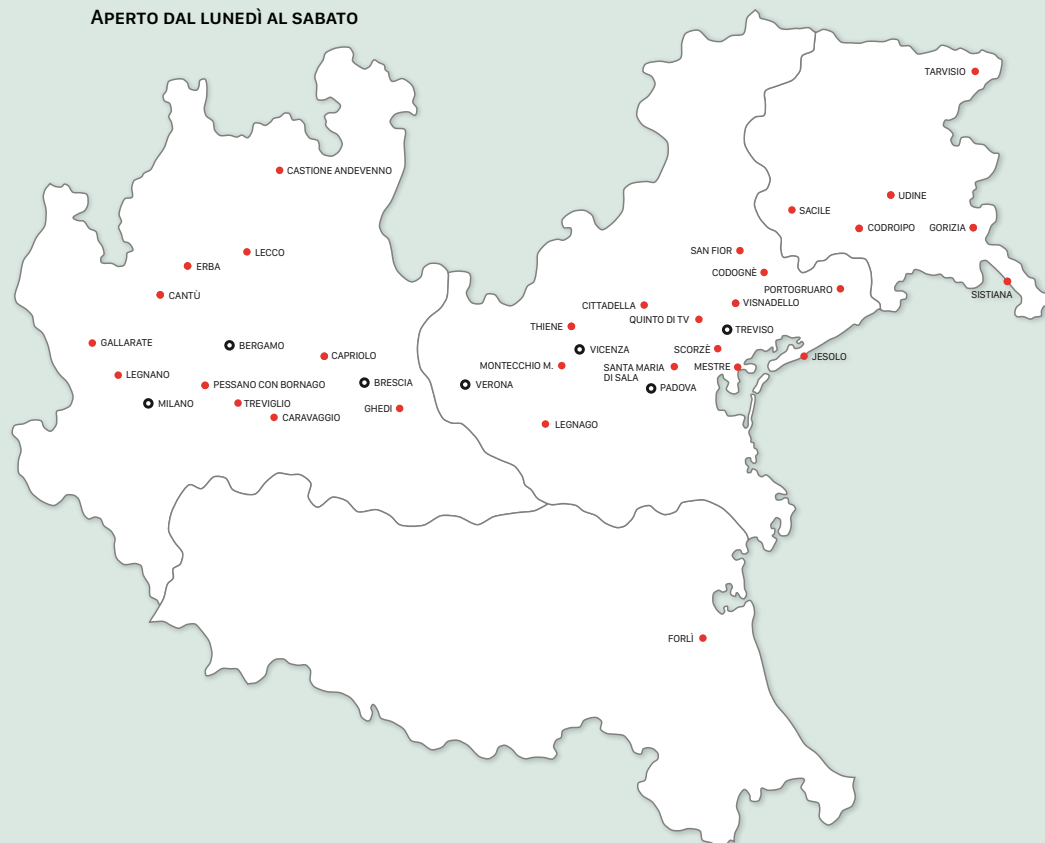 APERTO DAL LUNEDÌ AL SABATO
TARVISIO
CASTIONE ANDEVENNO
UDINE
SACILE
CODROIPO
GORIZIA
LECCO
SAN FIOR
ERBA
CODOGNÈ
PORTOGRUARO
SISTIANA
CANTÙ
CITTADELLA
VISNADELLO
QUINTO DI TV
THIENE
TREVISO
GALLARATE
BERGAMO
VICENZA
SCORZÈ
CAPRIOLO
JESOLO
MONTECCHIO M.
SANTA MARIA
DI SALA
MESTRE
LEGNANO
PESSANO CON BORNAGO
BRESCIA
VERONA
PADOVA
MILANO
TREVIGLIO
GHEDI
CARAVAGGIO
LEGNAGO
FORLÌ